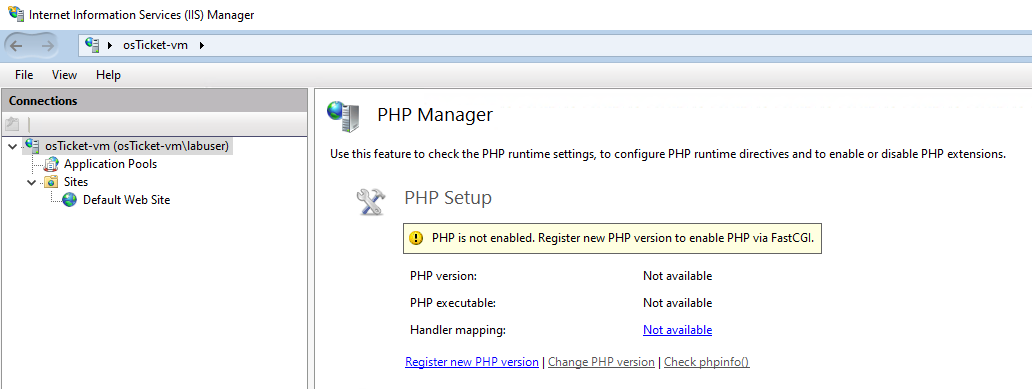 Internet Information Services (IIS) Manager
osTicket-vm
File View Help
Connections
osTicket-vm (osTicket-vm\labuser)
Application Pools
Sites
Default Web Site
PHP Manager
Use this feature to check the PHP runtime settings, to configure PHP runtime directives and to enable or disable PHP extensions.
PHP Setup
PHP is not enabled. Register new PHP version to enable PHP via FastCGI.
PHP version: Not available
PHP executable: Not available
Handler mapping: Not available
Register new PHP version | Change PHP version | Check phpinfo()